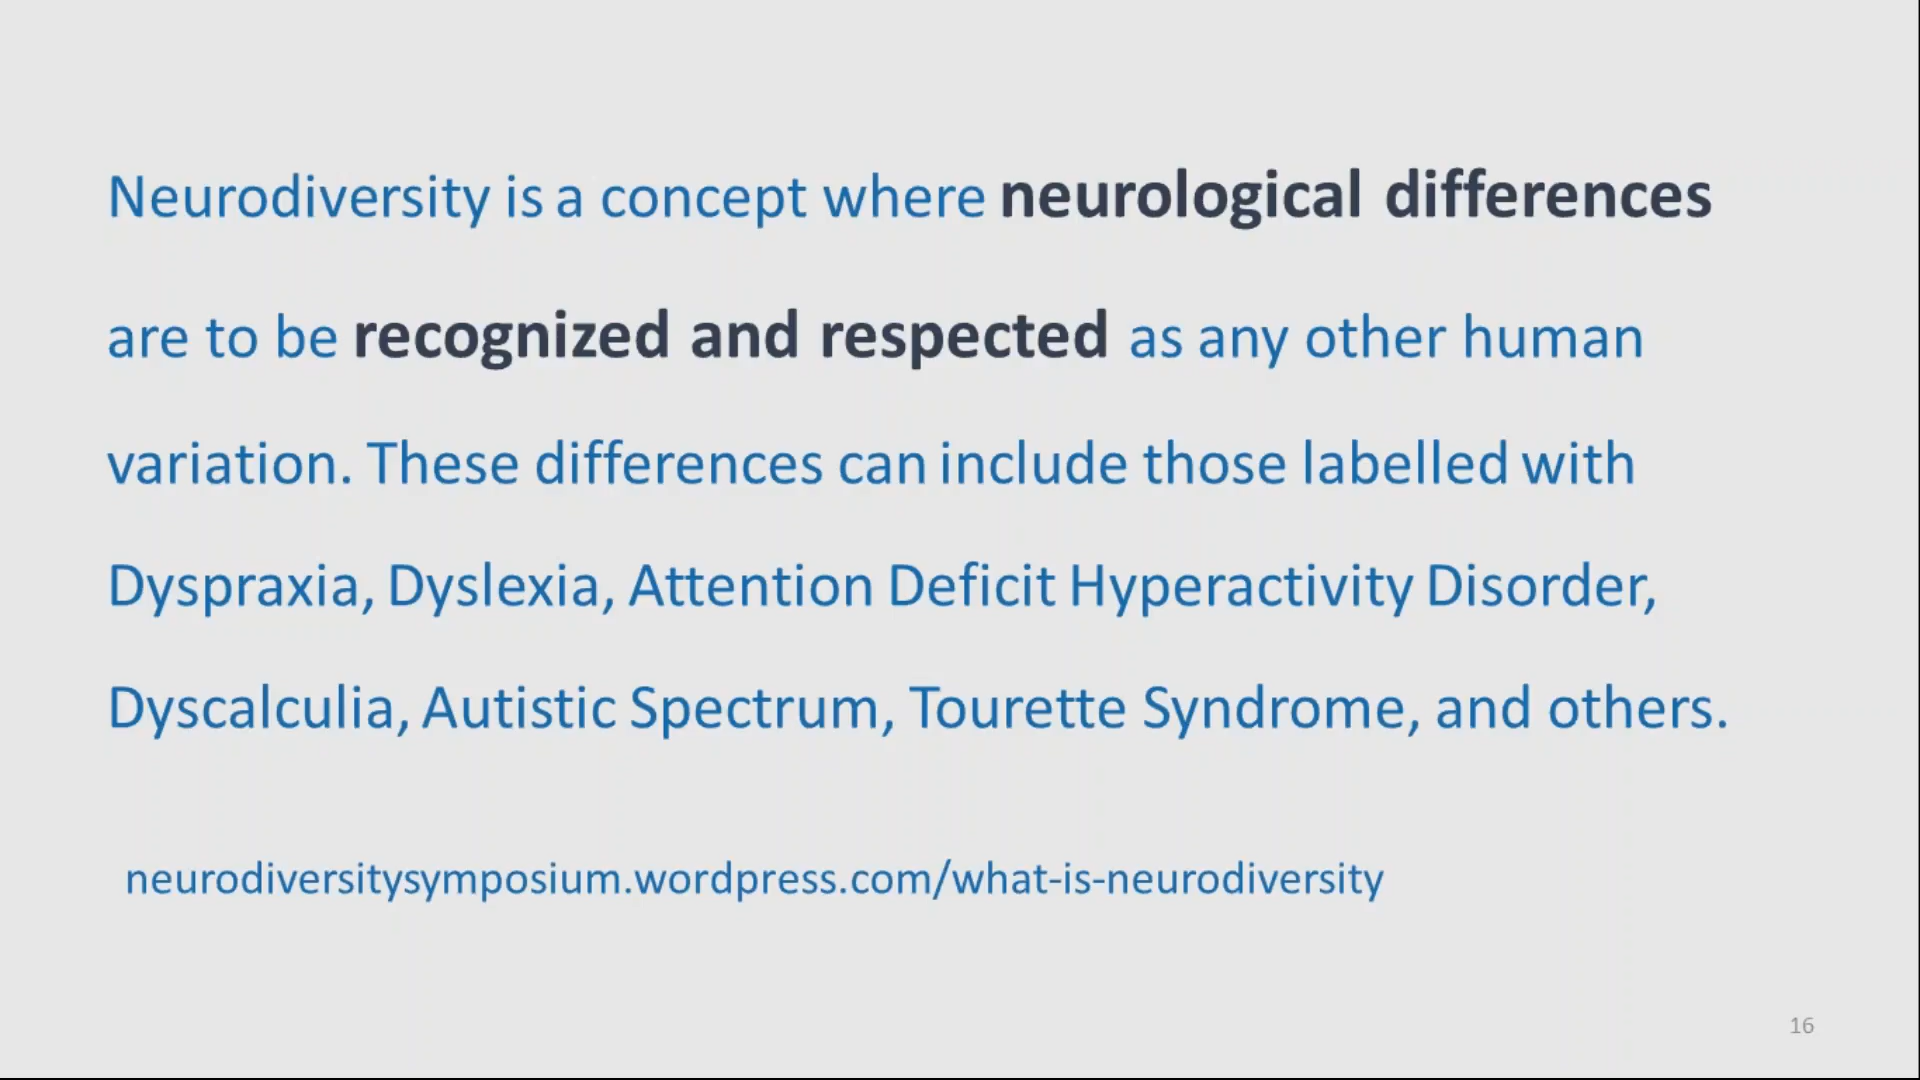 Neurodiversity is a concept where neurological differences
are to be recognized and respected as any other human
variation. These differences can include those labelled with
Dyspraxia, Dyslexia, Attention Deficit Hyperactivity Disorder,
Dyscalculia, Autistic Spectrum, Tourette Syndrome, and others.
neurodiversitysymposium.wordpress.com/what-is-neurodiversity
16